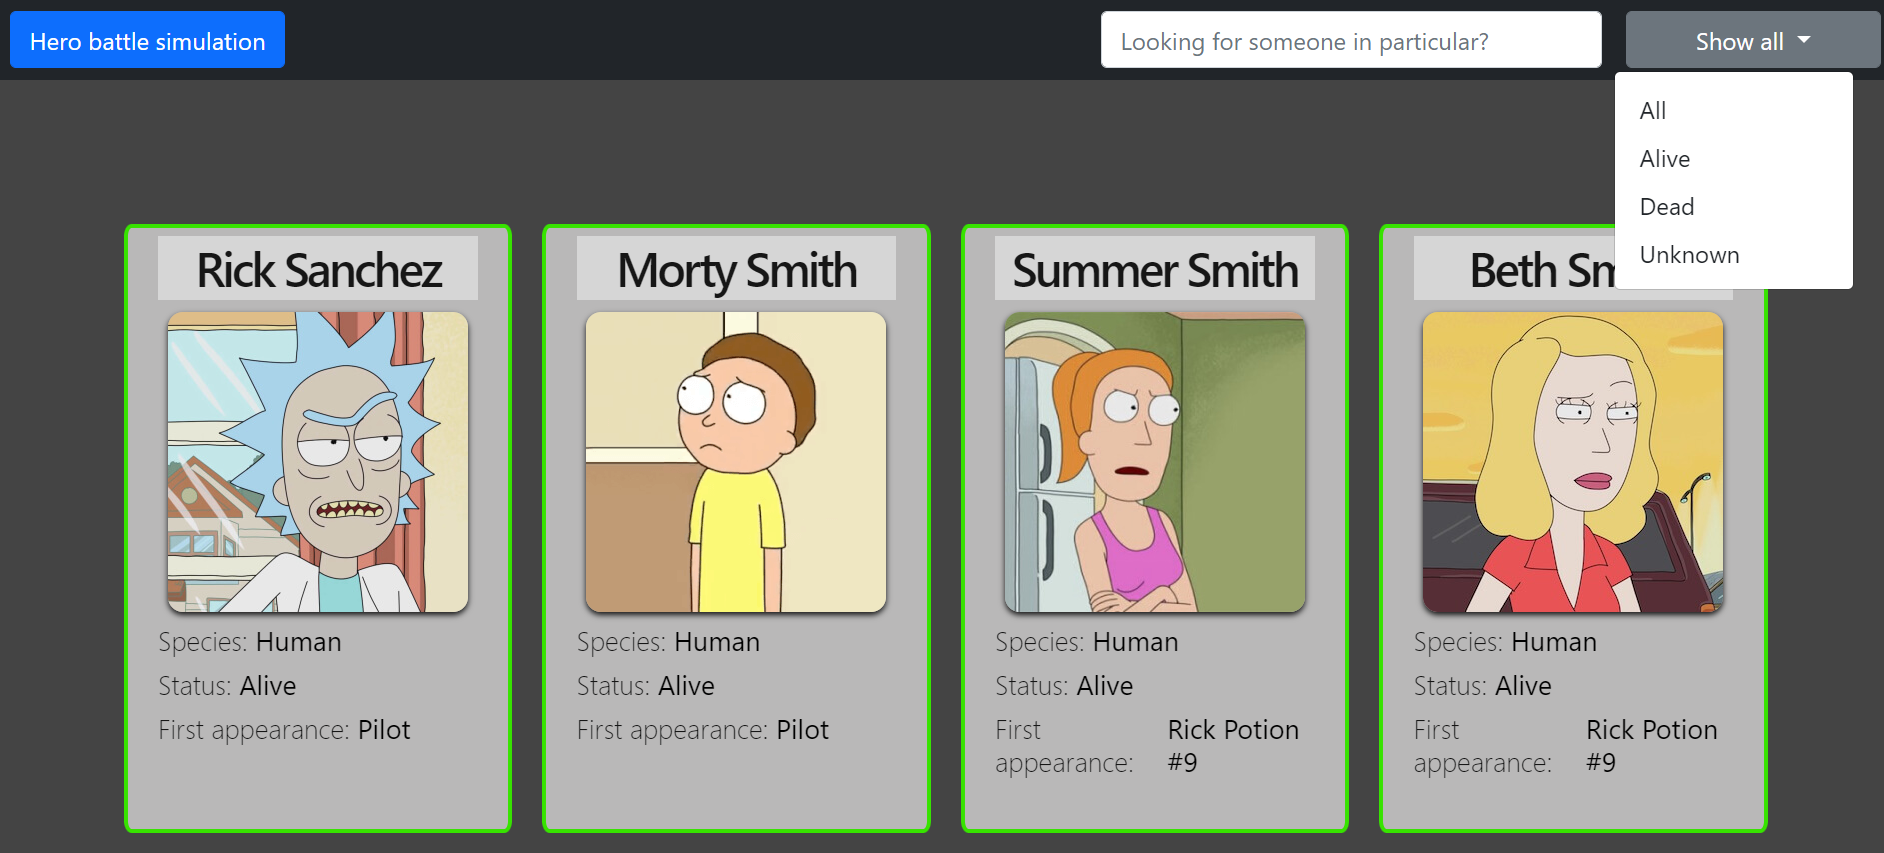 Hero battle simulation
Looking for someone in particular?
Show all
All
Alive
Dead
Unknown
Rick Sanchez
Species: Human
Status: Alive
First appearance: Pilot
Morty Smith
Species: Human
Status: Alive
First appearance: Pilot
Summer Smith
Species: Human
Status: Alive
First appearance: Rick Potion
#9
Beth
Species: Human
Status: Alive
First appearance: Rick Potion
#9